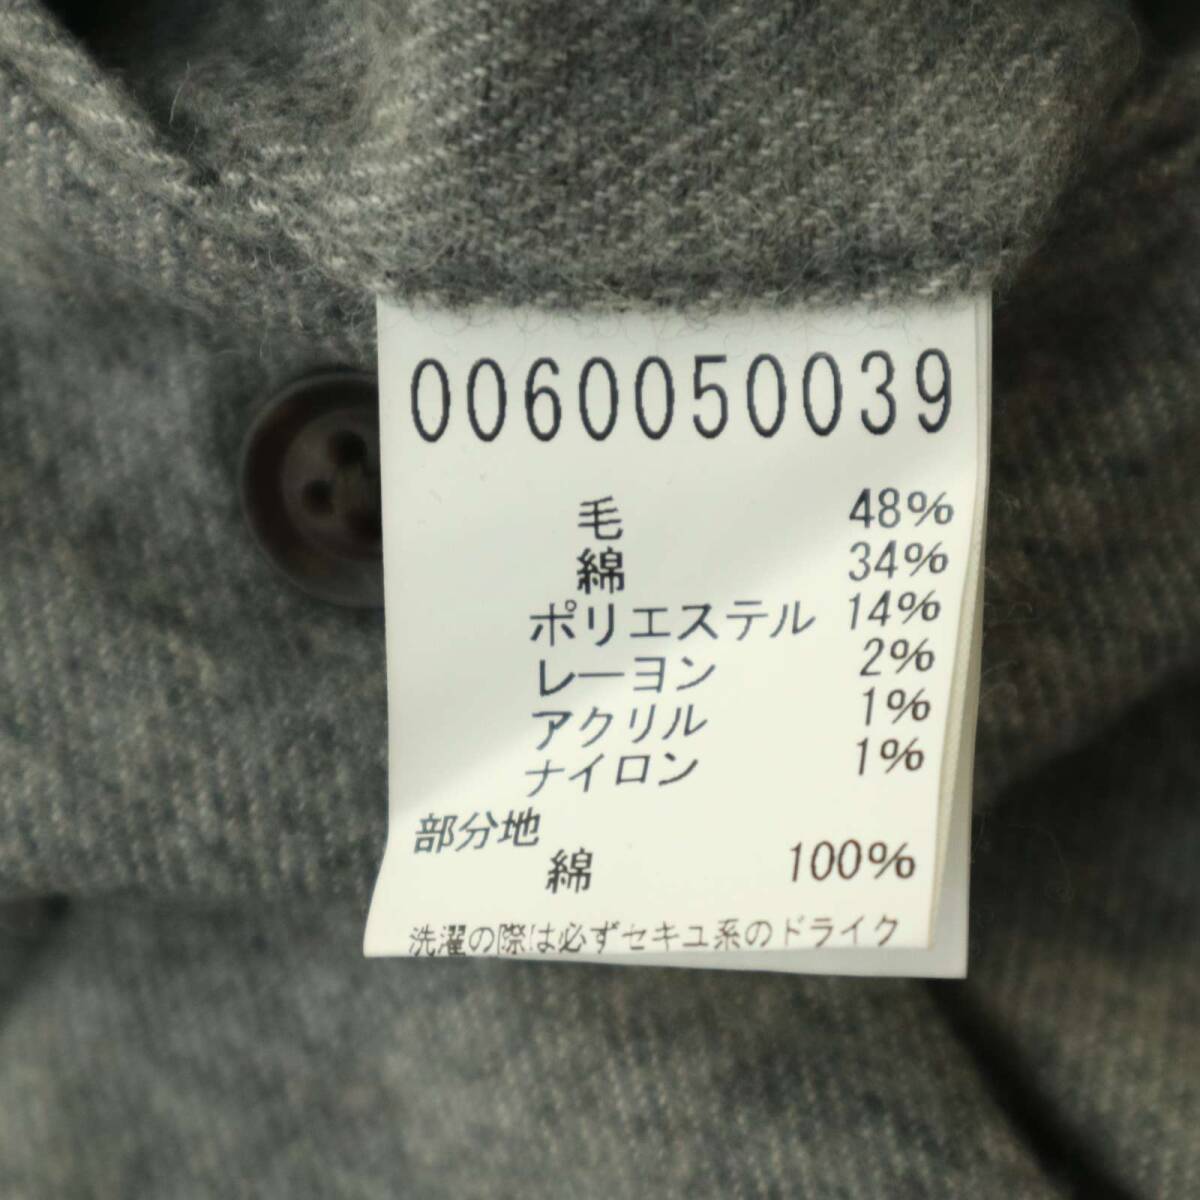 0060050039
毛 48%
綿 34%
ポリエステル 14%
レーヨン 2%
アクリル 1%
ナイロン 1%
部分地
綿 100%
洗濯の際は必ずセキユ系のドライク